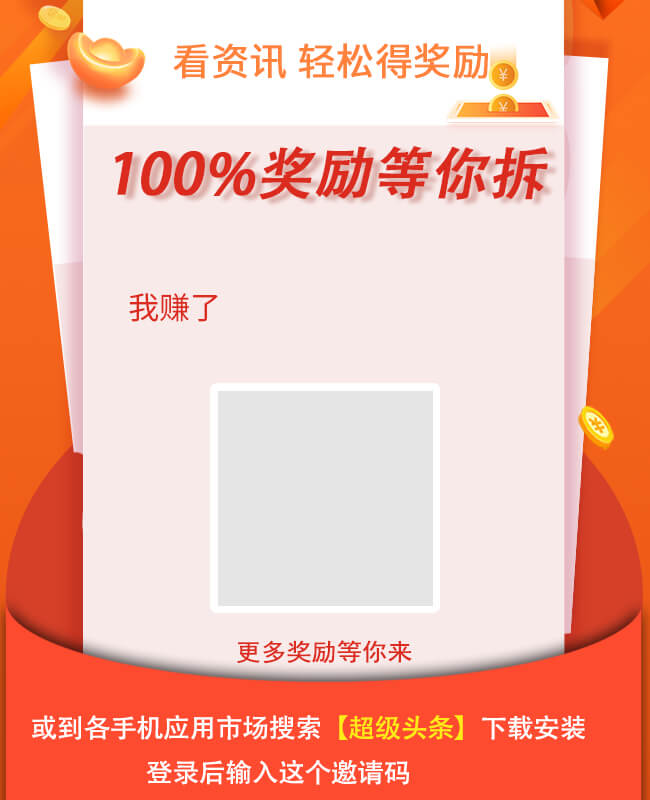 看资讯 轻松得奖励
¥
¥
100%奖励等你拆
我赚了
更多奖励等你来
或到各手机应用市场搜索【超级头条】下载安装
登录后输入这个邀请码